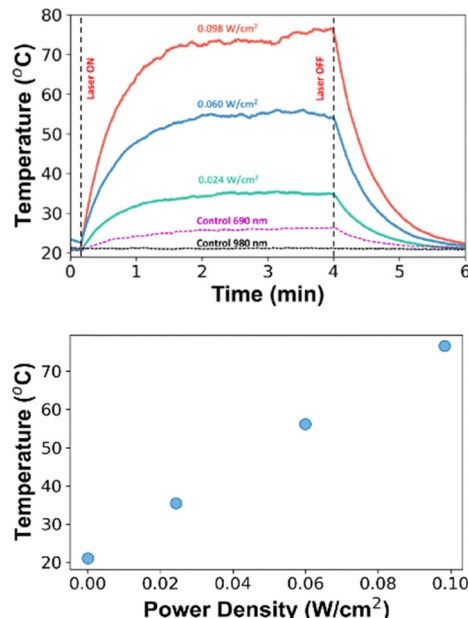 80
70
60
50
40
30
20
Temperature (°C)
Laser ON
0.098 W/cm²
Laser OFF
0.060 W/cm²
0.024 W/cm²
Control 690 nm
Control 980 nm
0 1 2 3 4 5 6
Time (min)
70
60
50
40
30
20
Temperature (°C)
0.00 0.02 0.04 0.06 0.08 0.10
Power Density (W/cm²)